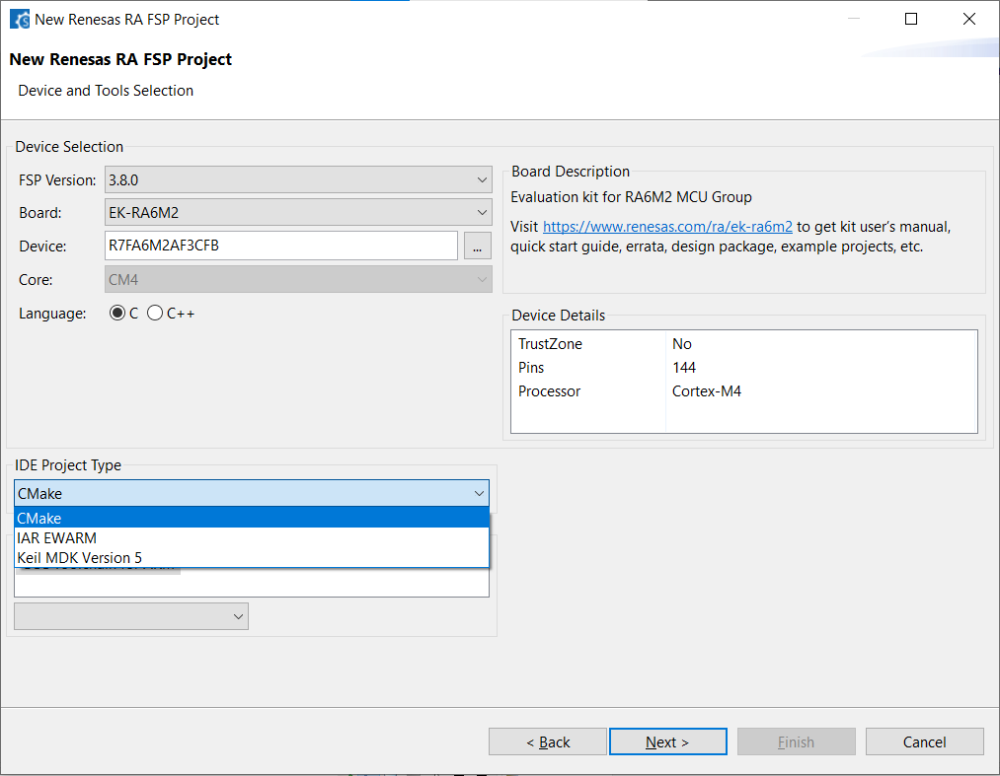 New Renesas RA FSP Project
New Renesas RA FSP Project
Device and Tools Selection
Device Selection
FSP Version: 3.8.0
Board: EK-RA6M2
Device: R7FA6M2AF3CFB ...
Core: CM4
Language: C C++
Board Description
Evaluation kit for RA6M2 MCU Group
Visit https://www.renesas.com/ra/ek-ra6m2 to get kit user's manual,
quick start guide, errata, design package, example projects, etc.
Device Details
TrustZone No
Pins 144
Processor Cortex-M4
IDE Project Type
CMake
CMake
IAR EWARM
Keil MDK Version 5
< Back Next > Finish Cancel